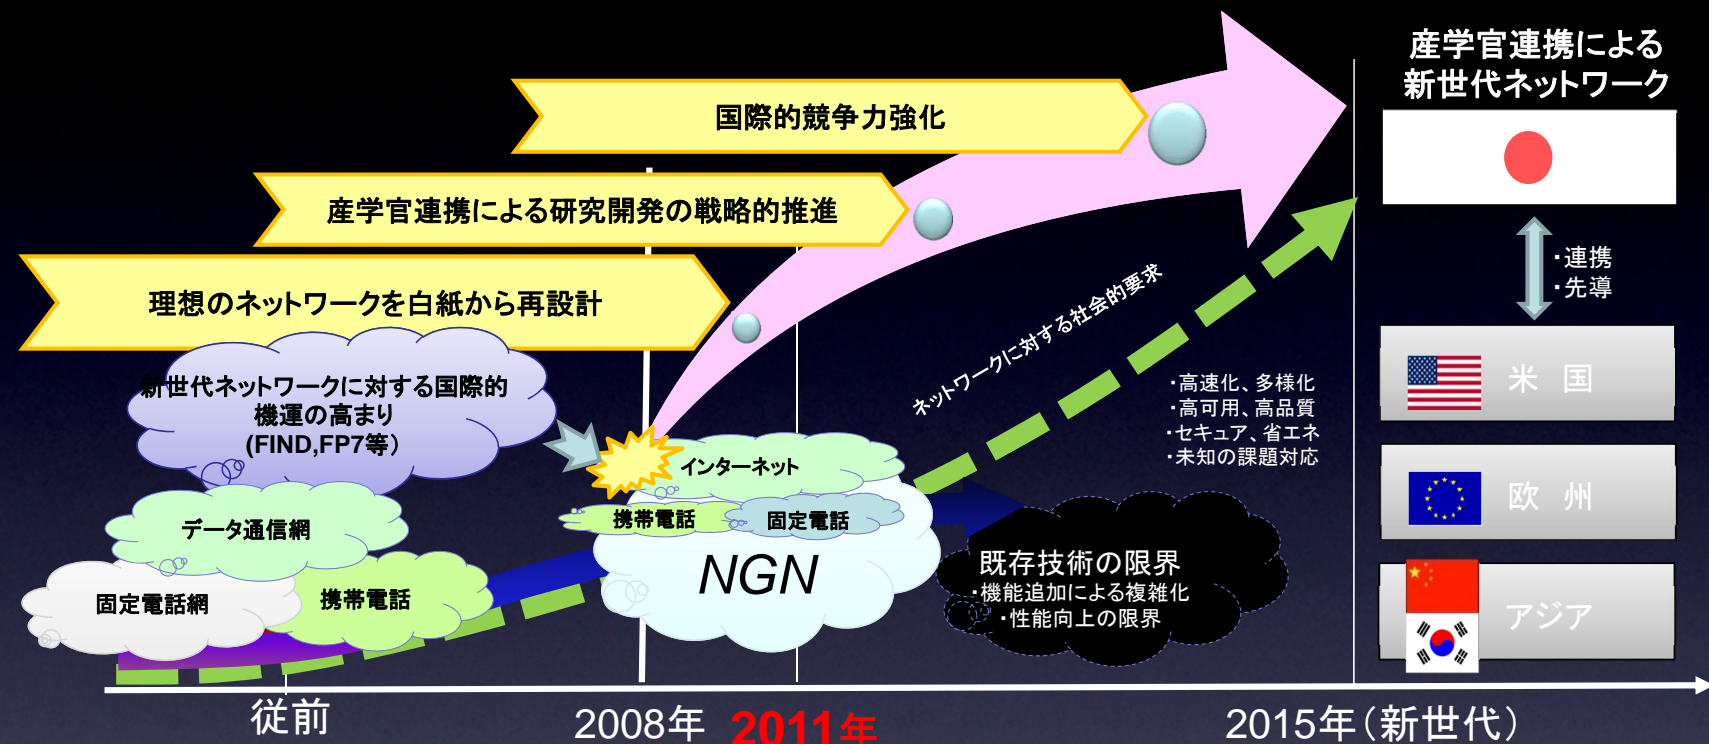 産学官連携による
新世代ネットワーク
国際的競争力強化
産学官連携による研究開発の戦略的推進
理想のネットワークを白紙から再設計
新世代ネットワークに対する国際的
機運の高まり
(FIND,FP7等）
・連携
・先導
ネットワークに対する社会的要求
・高速化、多様化
・高可用、高品質
・セキュア、省エネ
・未知の課題対応
米　国
欧　州
アジア
インターネット
携帯電話
固定電話
NGN
データ通信網
固定電話網
携帯電話
既存技術の限界
・機能追加による複雑化
・性能向上の限界
従前
2008年
2011年
2015年（新世代）